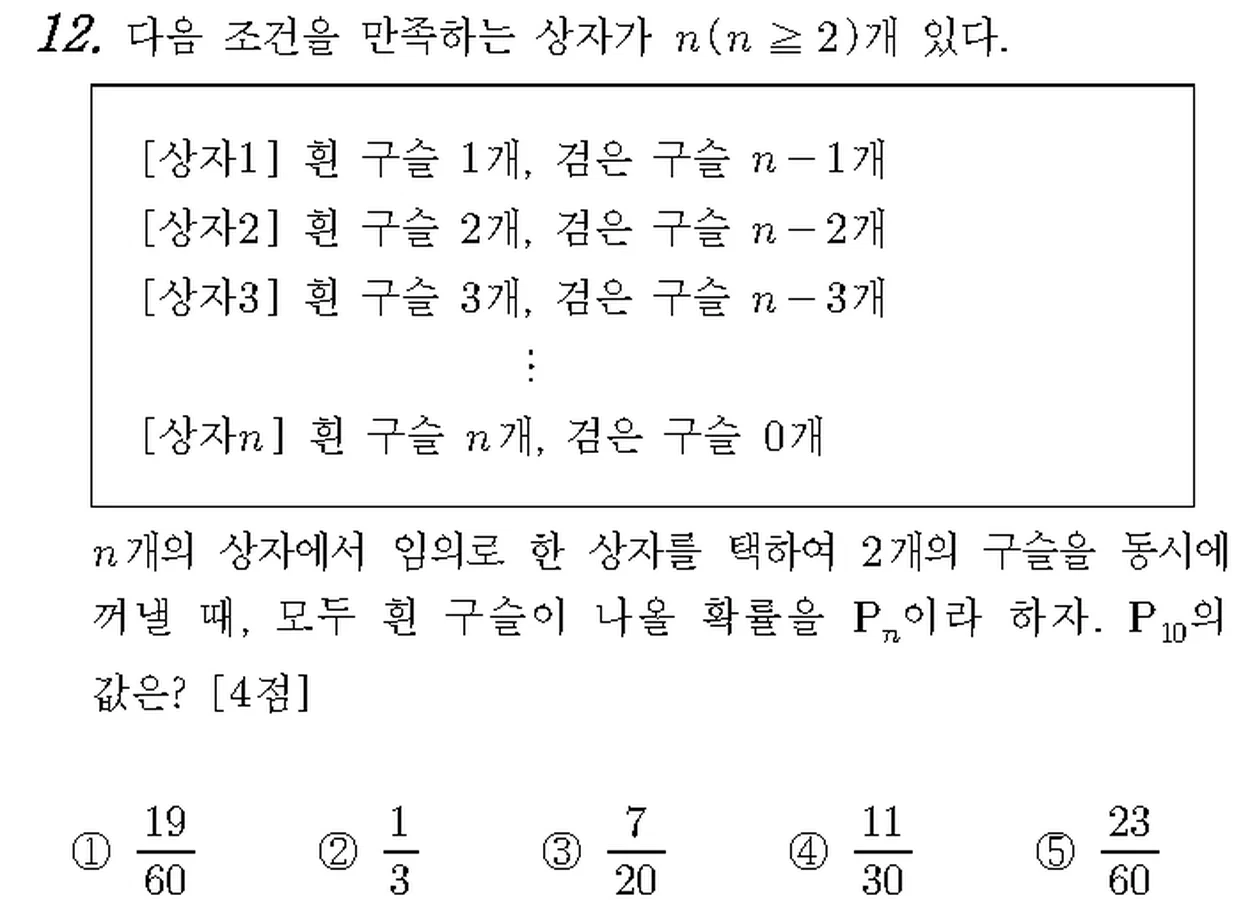 12. 다음 조건을 만족하는 상자가 n(n ≧ 2)개 있다.
[상자1] 흰 구슬 1개, 검은 구슬 n-1개
[상자2] 흰 구슬 2개, 검은 구슬 n-2개
[상자3] 흰 구슬 3개, 검은 구슬 n-3개
⋮
[상자n] 흰 구슬 n개, 검은 구슬 0개
n개의 상자에서 임의로 한 상자를 택하여 2개의 구슬을 동시에
꺼낼 때, 모두 흰 구슬이 나올 확률을 P_n이라 하자. P_10의
값은? [4점]
① 19/60 ② 1/3 ③ 7/20 ④ 11/30 ⑤ 23/60